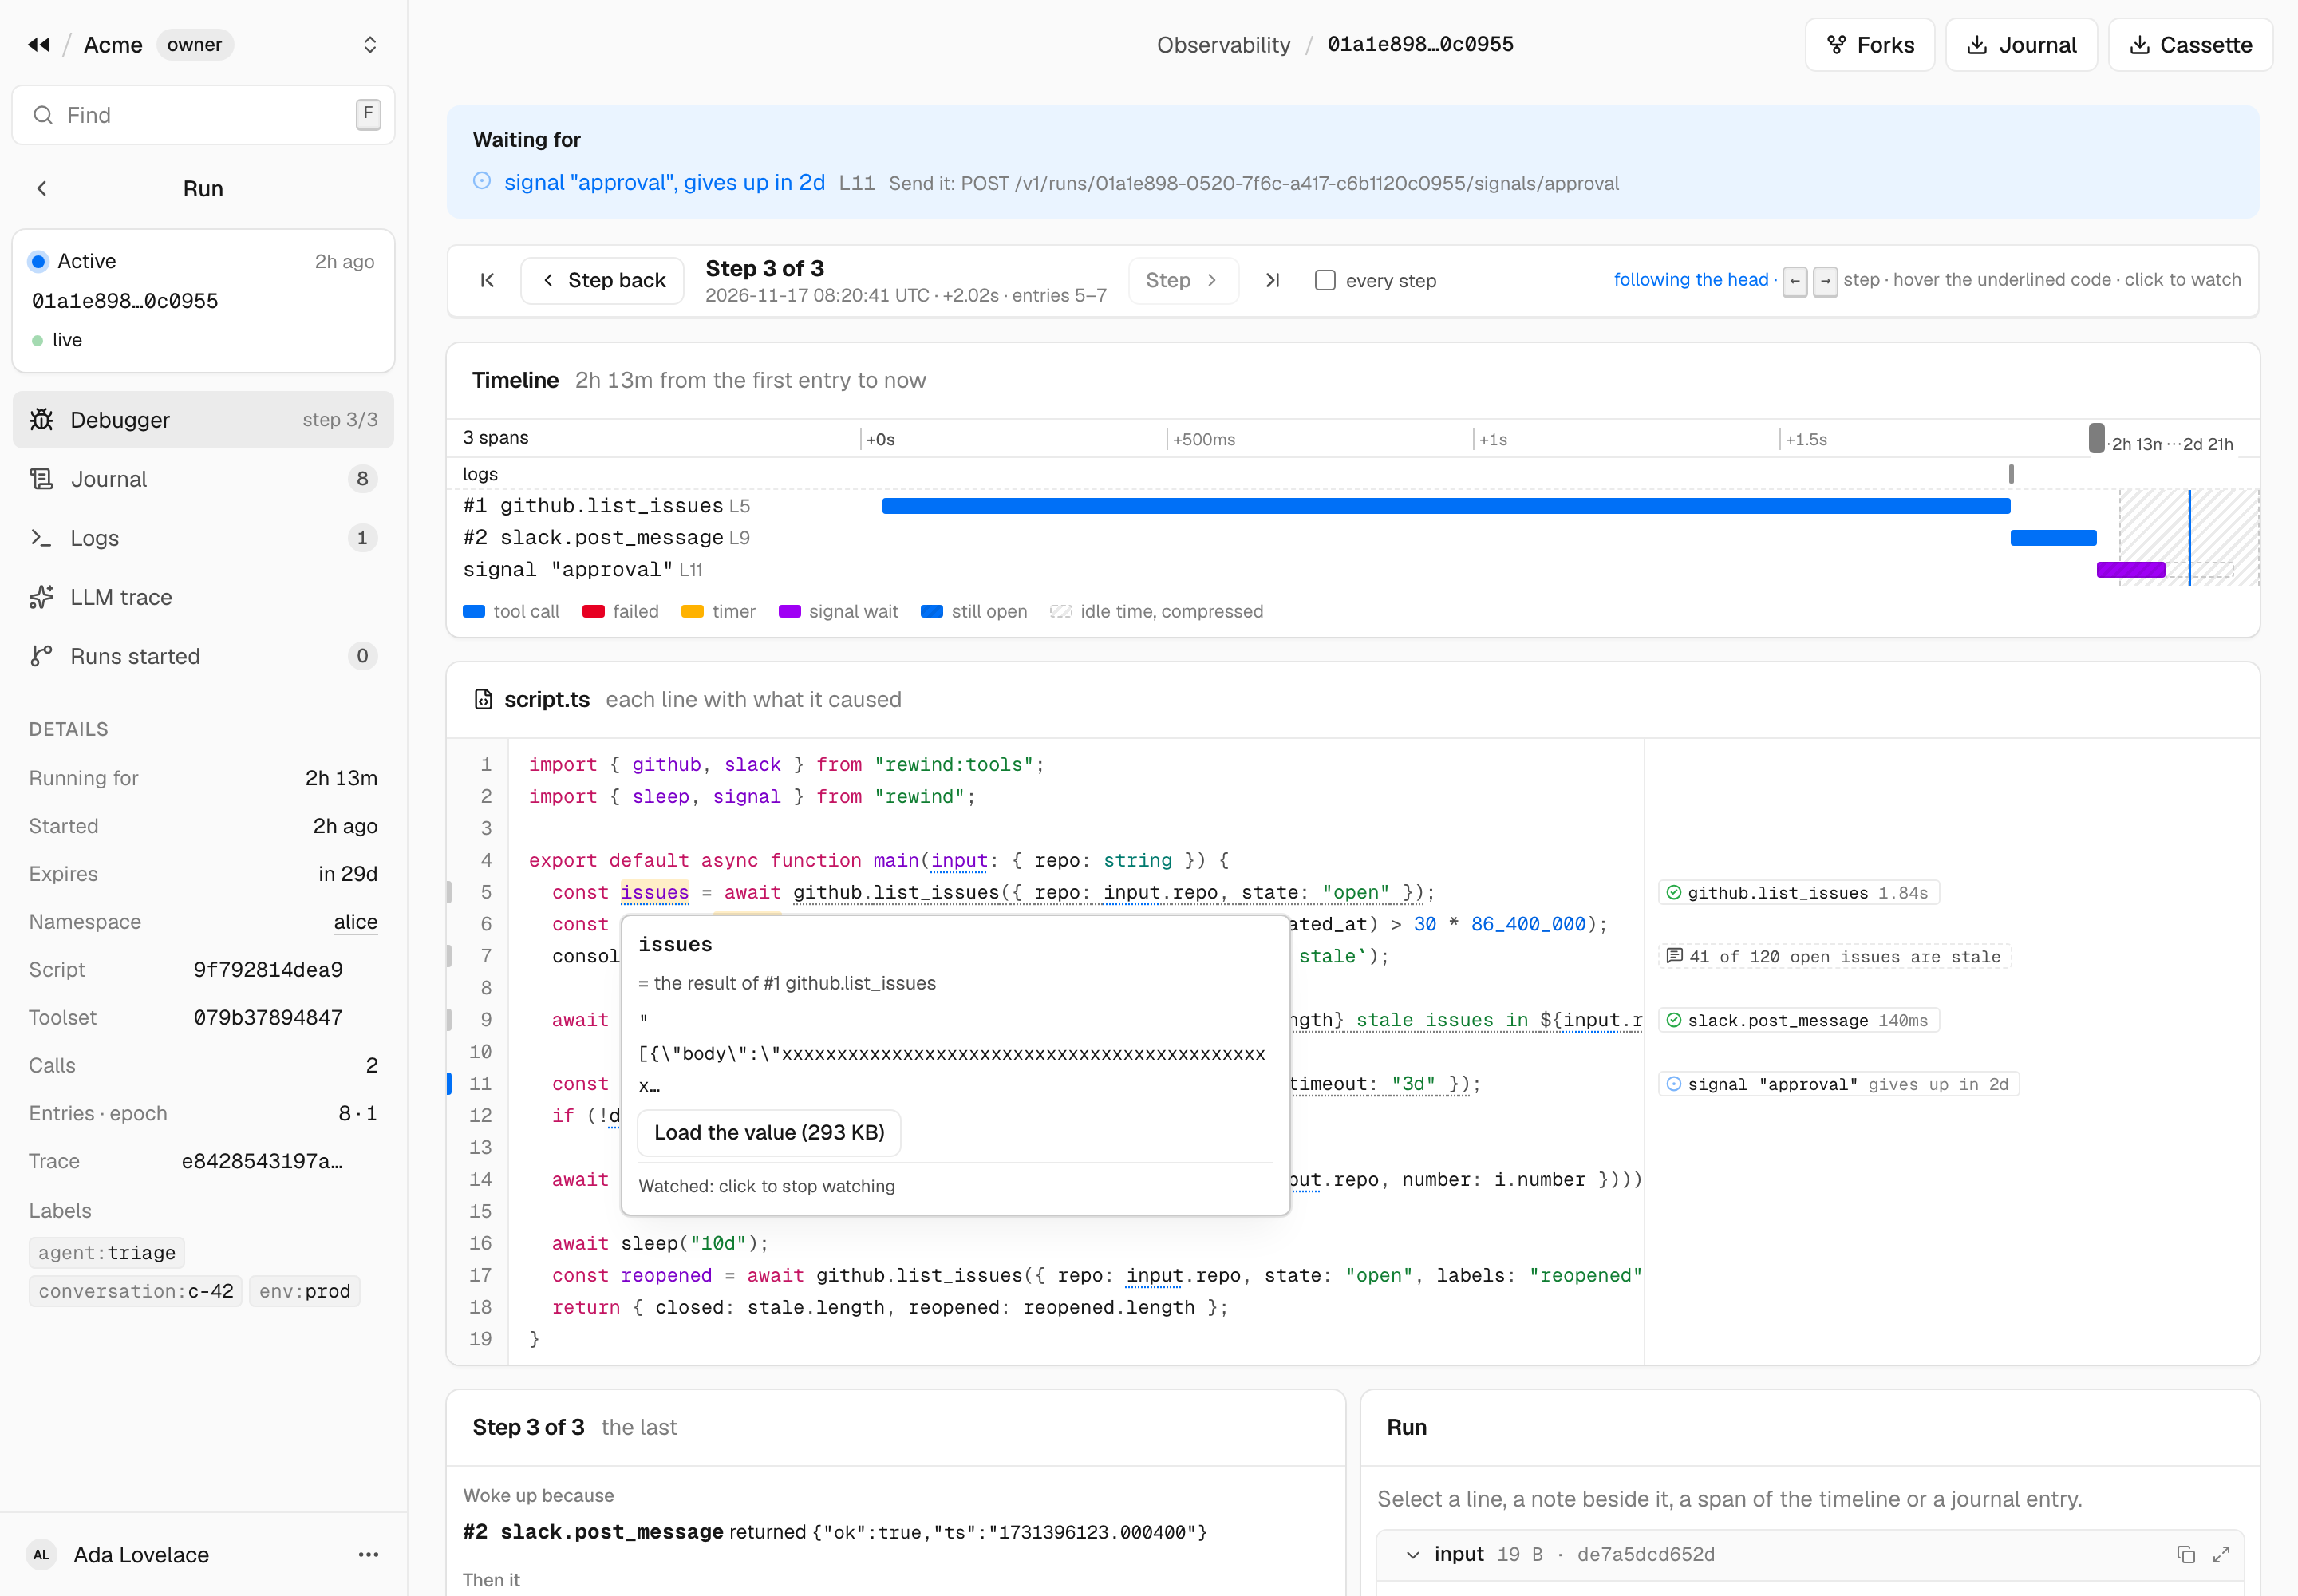 / Acme owner
Find F
Run
Active 2h ago
01a1e898…0c0955
live
Debugger step 3/3
Journal 8
Logs 1
LLM trace
Runs started 0
DETAILS
Running for 2h 13m
Started 2h ago
Expires in 29d
Namespace alice
Script 9f792814dea9
Toolset 079b37894847
Calls 2
Entries · epoch 8 · 1
Trace e8428543197a…
Labels
agent:triage
conversation:c-42 env:prod
AL Ada Lovelace
Observability / 01a1e898…0c0955
Forks Journal Cassette
Waiting for
signal "approval", gives up in 2d L11 Send it: POST /v1/runs/01a1e898-0520-7f6c-a417-c6b1120c0955/signals/approval
Step back
Step 3 of 3
2026-11-17 08:20:41 UTC · +2.02s · entries 5–7
Step
every step
following the head · ← → step · hover the underlined code · click to watch
Timeline 2h 13m from the first entry to now
3 spans +0s +500ms +1s +1.5s 2h 13m ···2d 21h
logs
#1 github.list_issues L5
#2 slack.post_message L9
signal "approval" L11
tool call failed timer signal wait still open idle time, compressed
script.ts each line with what it caused
1 import { github, slack } from "rewind:tools";
2 import { sleep, signal } from "rewind";
3
4 export default async function main(input: { repo: string }) {
5 const issues = await github.list_issues({ repo: input.repo, state: "open" }); github.list_issues 1.84s
6 const ated_at) > 30 * 86_400_000);
7 consol stale`); 41 of 120 open issues are stale
8
9 await ngth} stale issues in ${input.r slack.post_message 140ms
10
11 const timeout: "3d" }); signal "approval" gives up in 2d
12 if (!d
13
14 await put.repo, number: i.number })))
15
16 await sleep("10d");
17 const reopened = await github.list_issues({ repo: input.repo, state: "open", labels: "reopened"
18 return { closed: stale.length, reopened: reopened.length };
19 }
issues
= the result of #1 github.list_issues
"
[{\"body\":\"xxxxxxxxxxxxxxxxxxxxxxxxxxxxxxxxxxxxxxxxxxx
x…
Load the value (293 KB)
Watched: click to stop watching
Step 3 of 3 the last
Woke up because
#2 slack.post_message returned {"ok":true,"ts":"1731396123.000400"}
Then it
Run
Select a line, a note beside it, a span of the timeline or a journal entry.
input 19 B · de7a5dcd652d